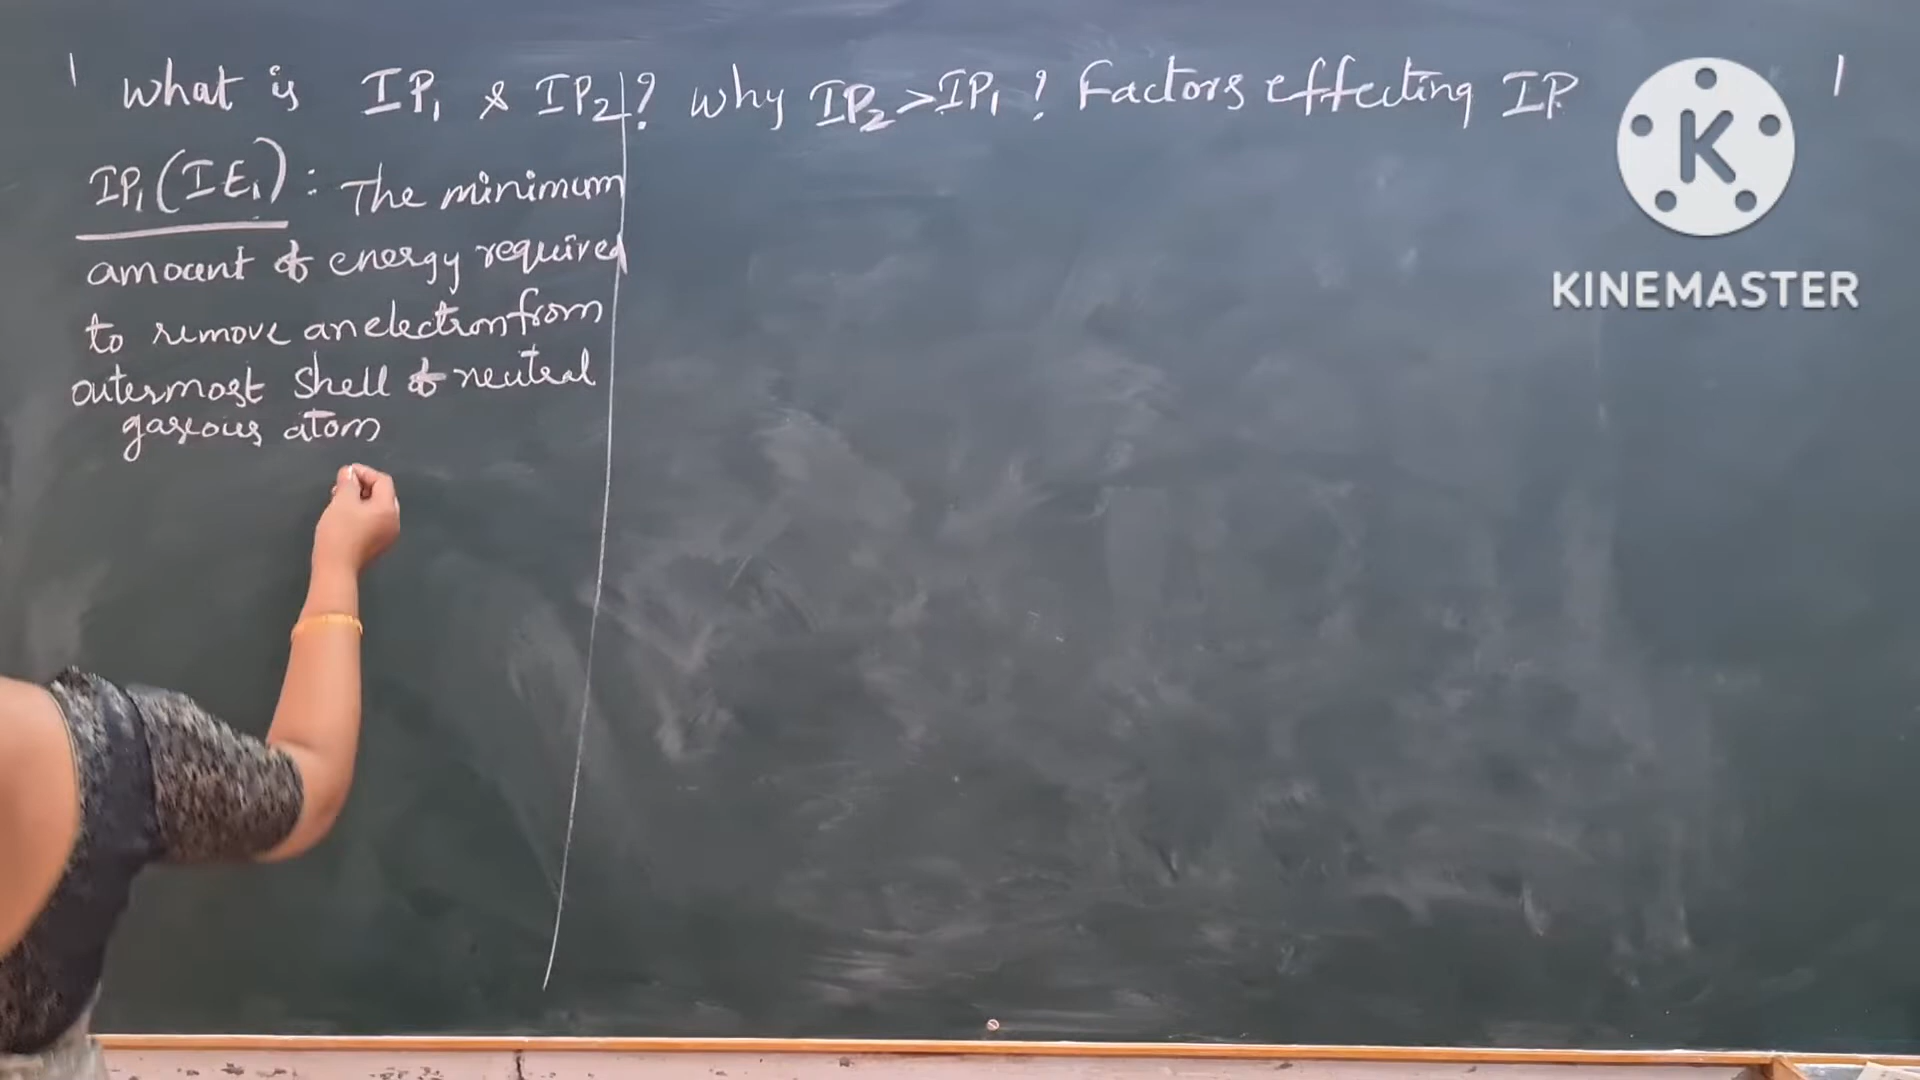 What is IP₁ & IP₂? Why IP₂ > IP₁? Factors effecting IP
IP₁ (IE₁) : The minimum
amount of energy required
to remove an electron from
outermost shell of neutral
gaseous atom
K
KINEMASTER